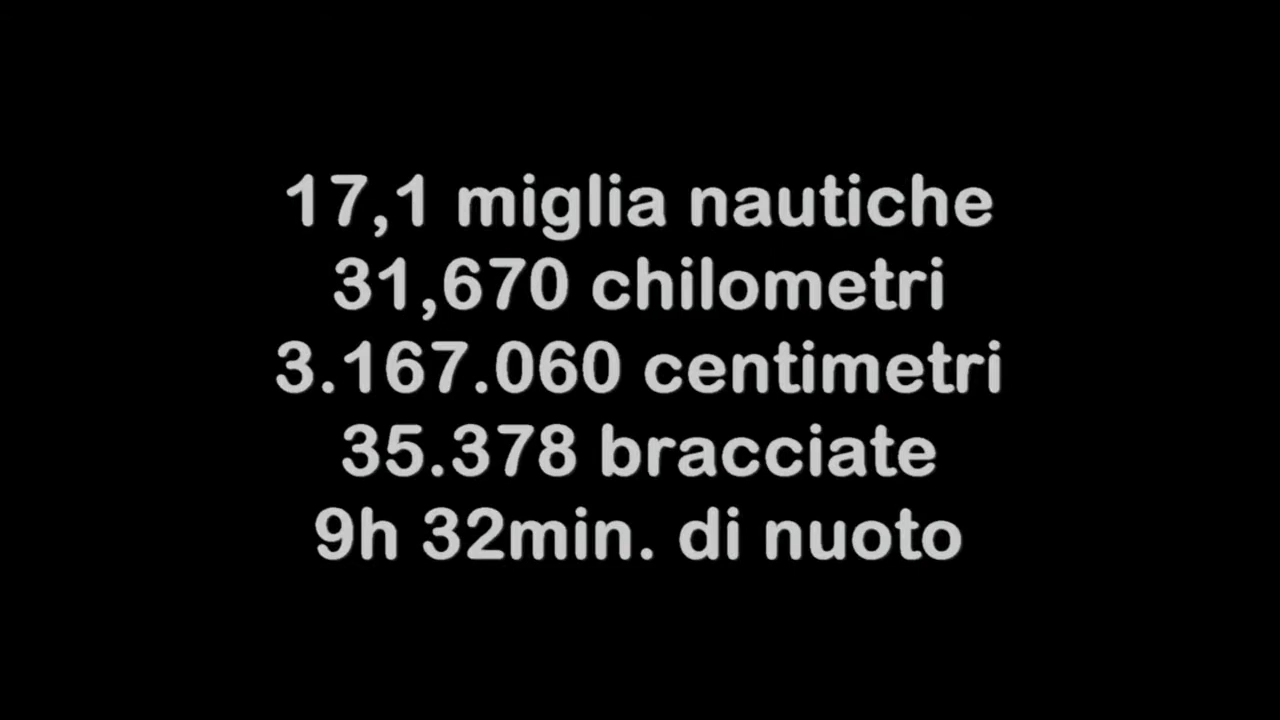 17,1 miglia nautiche
31,670 chilometri
3.167.060 centimetri
35.378 bracciate
9h 32min. di nuoto